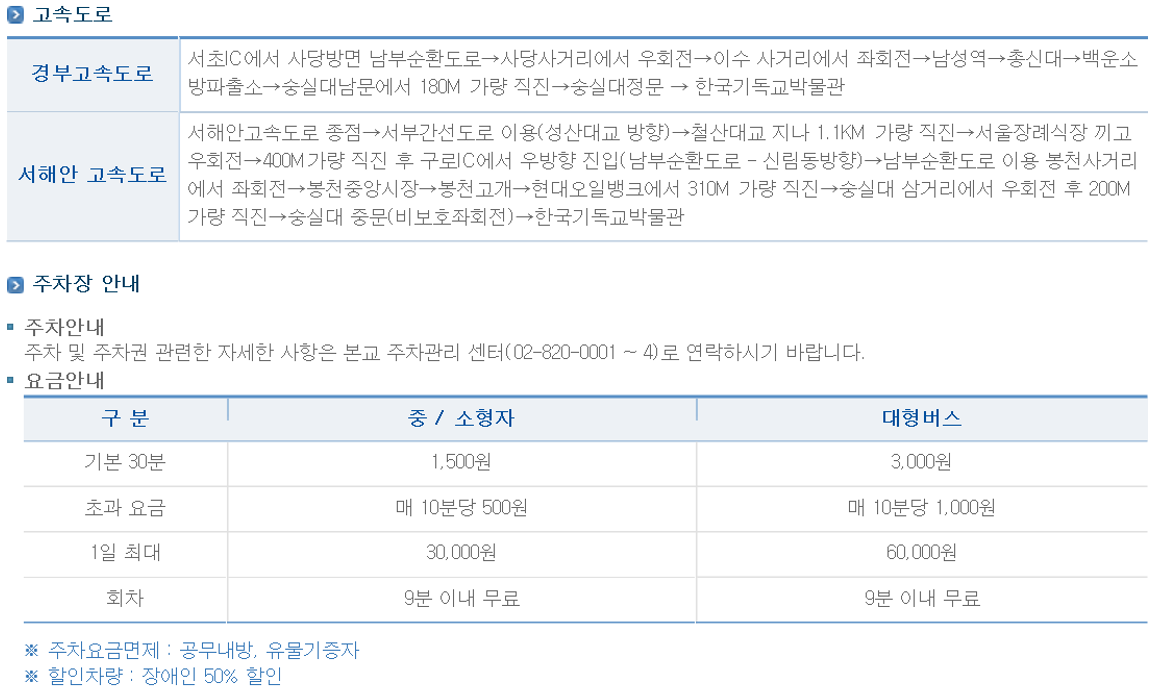 고속도로
경부고속도로
서초IC에서 사당방면 남부순환도로→사당사거리에서 우회전→이수 사거리에서 좌회전→남성역→총신대→백운소
방파출소→숭실대남문에서 180M 가량 직진→숭실대정문 → 한국기독교박물관
서해안 고속도로
서해안고속도로 종점→서부간선도로 이용(성산대교 방향)→철산대교 지나 1.1KM 가량 직진→서울장례식장 끼고
우회전→400M가량 직진 후 구로IC에서 우방향 진입(남부순환도로 - 신림동방향)→남부순환도로 이용 봉천사거리
에서 좌회전→봉천중앙시장→봉천고개→현대오일뱅크에서 310M 가량 직진→숭실대 삼거리에서 우회전 후 200M
가량 직진→숭실대 중문(비보호좌회전)→한국기독교박물관
주차장 안내
주차안내
주차 및 주차권 관련한 자세한 사항은 본교 주차관리 센터(02-820-0001 ~ 4)로 연락하시기 바랍니다.
요금안내
구 분 중 / 소형자 대형버스
기본 30분 1,500원 3,000원
초과 요금 매 10분당 500원 매 10분당 1,000원
1일 최대 30,000원 60,000원
회차 9분 이내 무료 9분 이내 무료
※ 주차요금면제 : 공무내방, 유물기증자
※ 할인차량 : 장애인 50% 할인